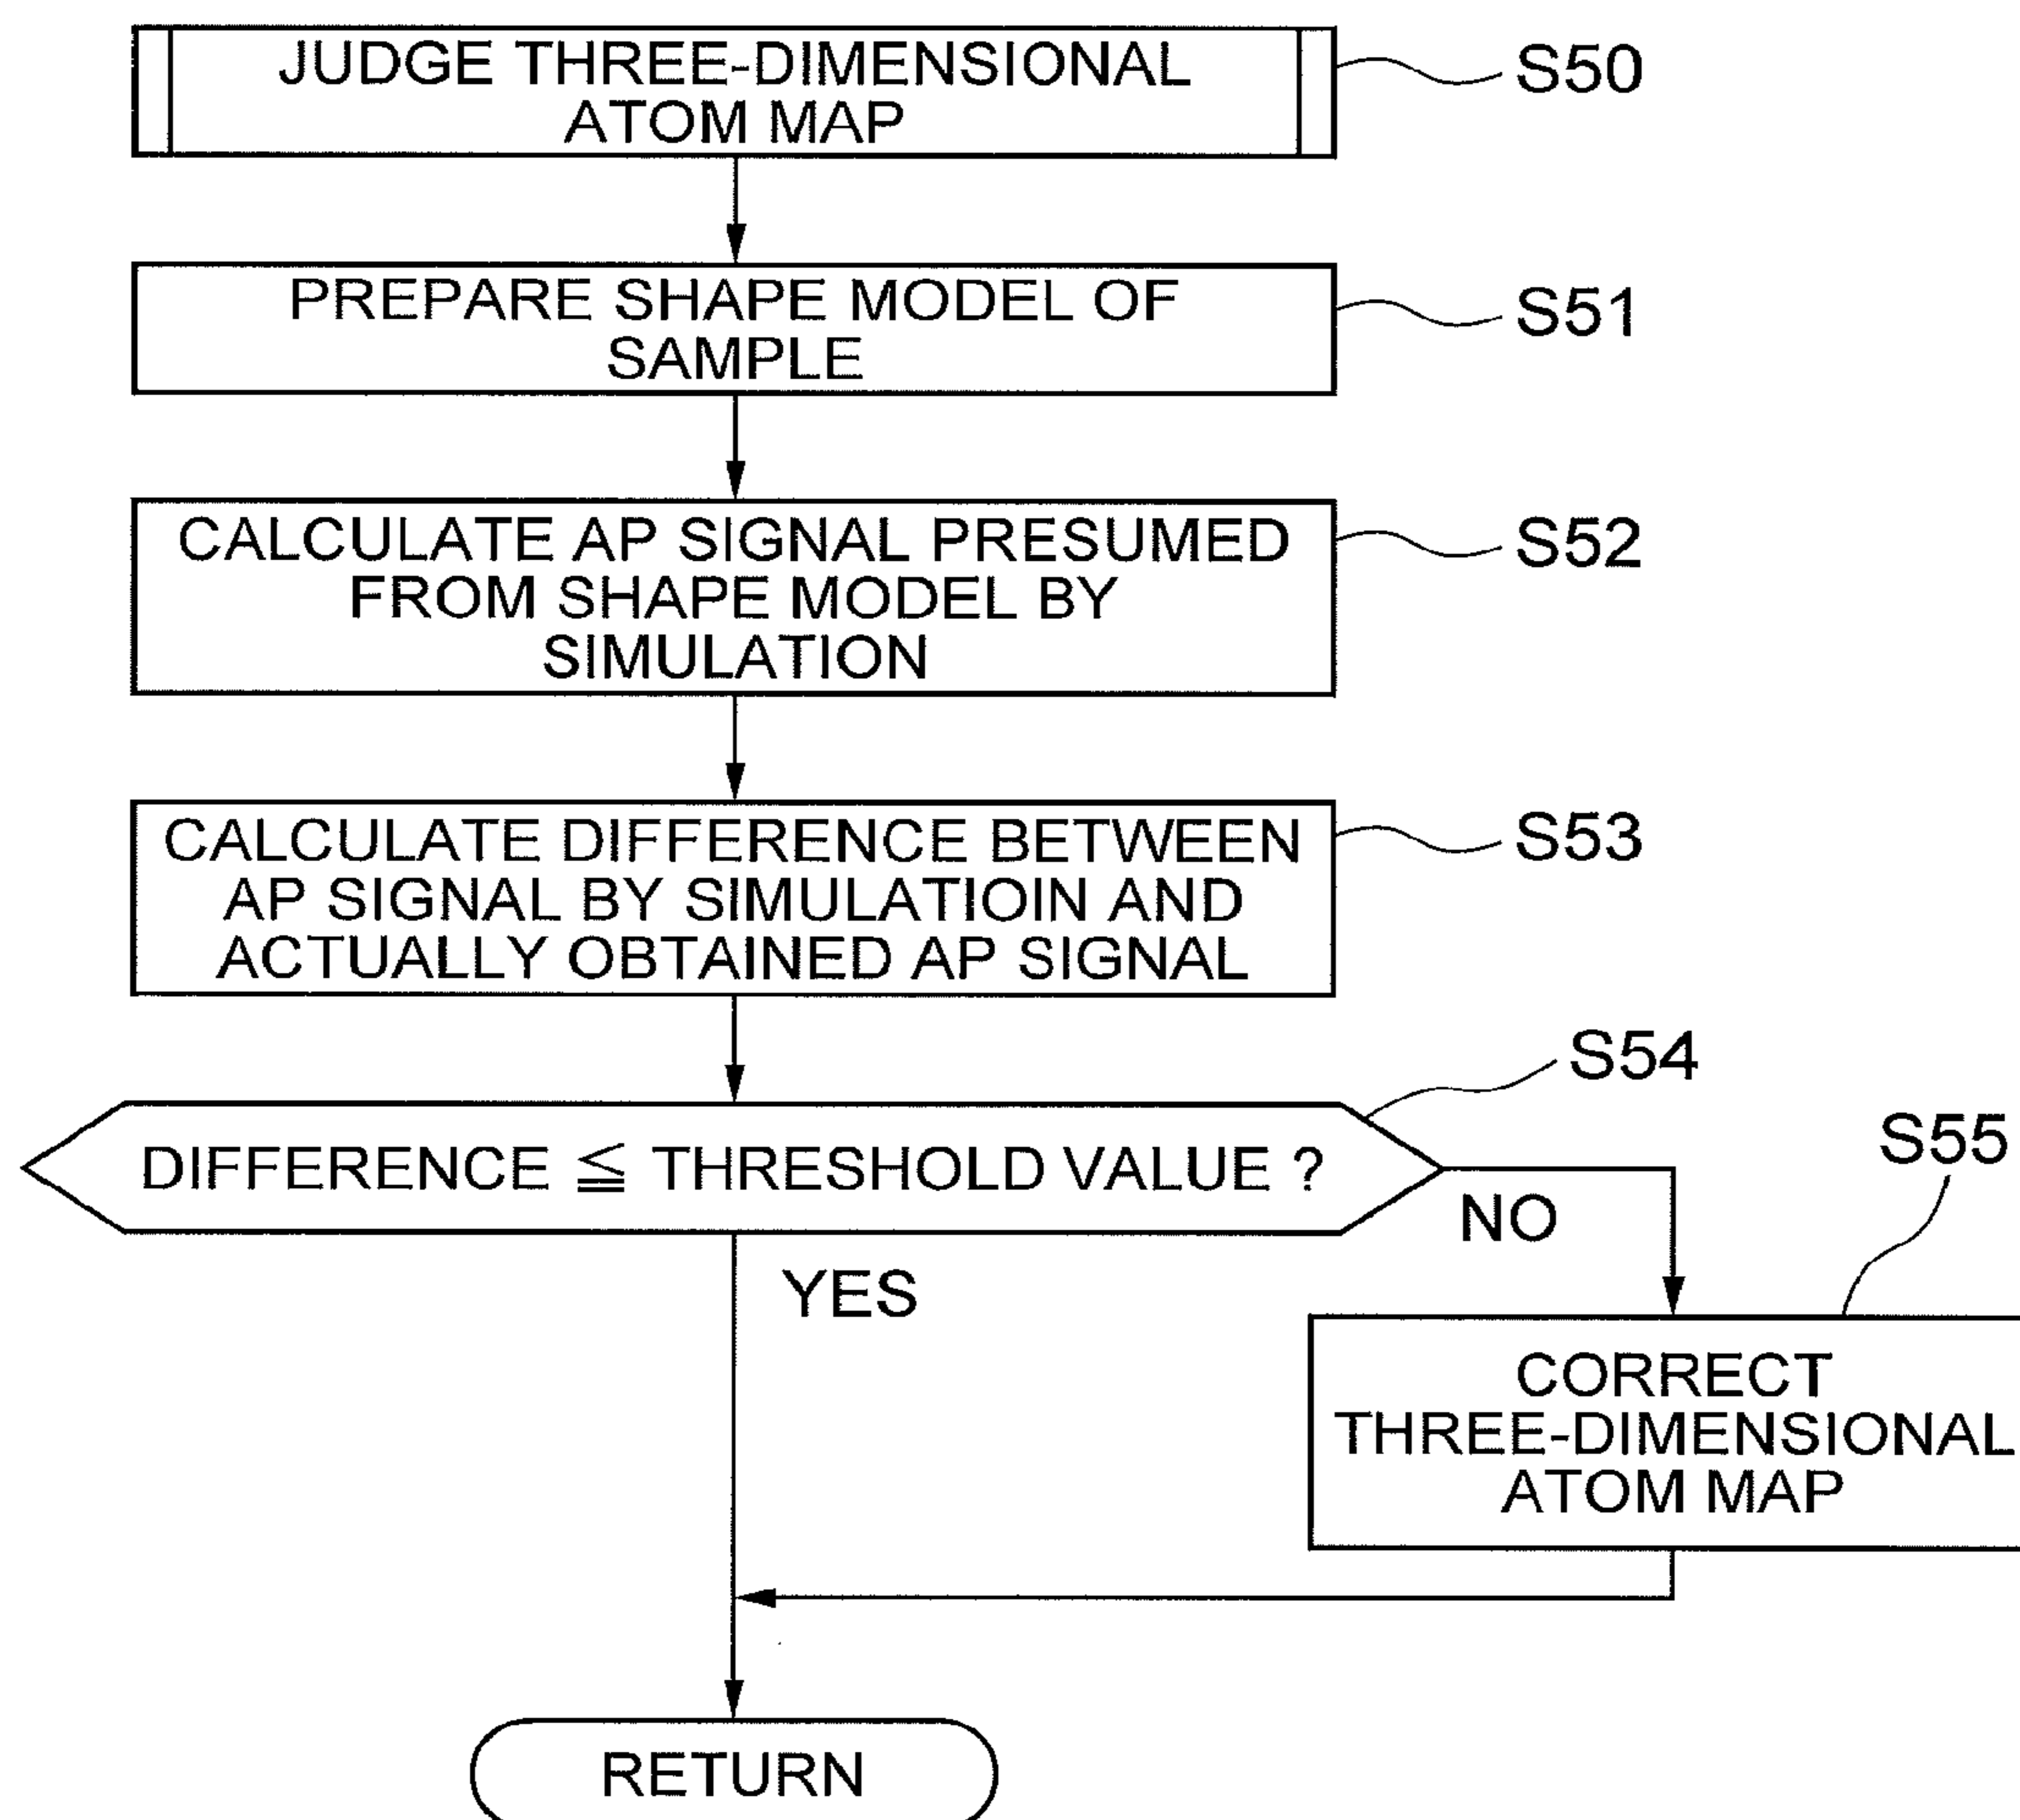 JUDGE THREE-DIMENSIONAL
ATOM MAP
S50
PREPARE SHAPE MODEL OF
SAMPLE
S51
CALCULATE AP SIGNAL PRESUMED
FROM SHAPE MODEL BY
SIMULATION
S52
CALCULATE DIFFERENCE BETWEEN
AP SIGNAL BY SIMULATIOIN AND
ACTUALLY OBTAINED AP SIGNAL
S53
S54
DIFFERENCE ≦ THRESHOLD VALUE ?
S55
NO
YES
CORRECT
THREE-DIMENSIONAL
ATOM MAP
RETURN